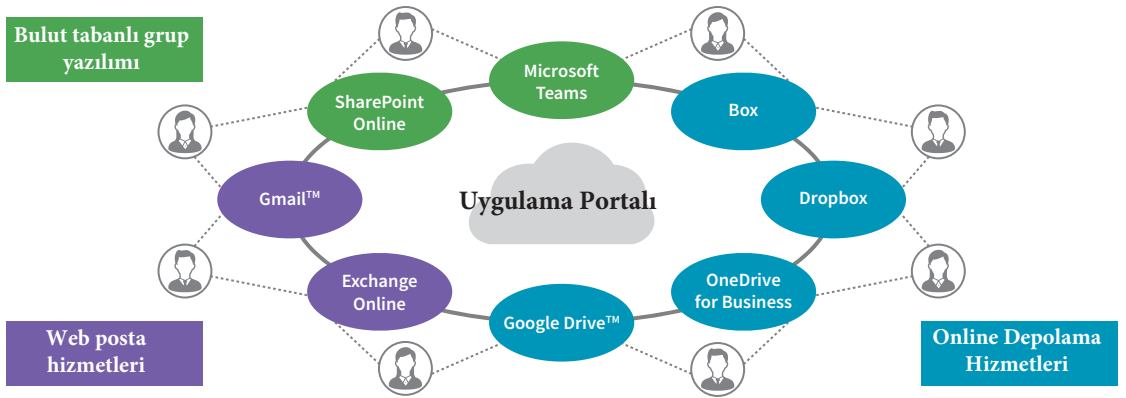 Bulut tabanlı grup
yazılımı
Microsoft
Teams
SharePoint
Online
Box
Gmail™
Uygulama Portalı
Dropbox
Exchange
Online
OneDrive
for Business
Google Drive™
Web posta
hizmetleri
Online Depolama
Hizmetleri